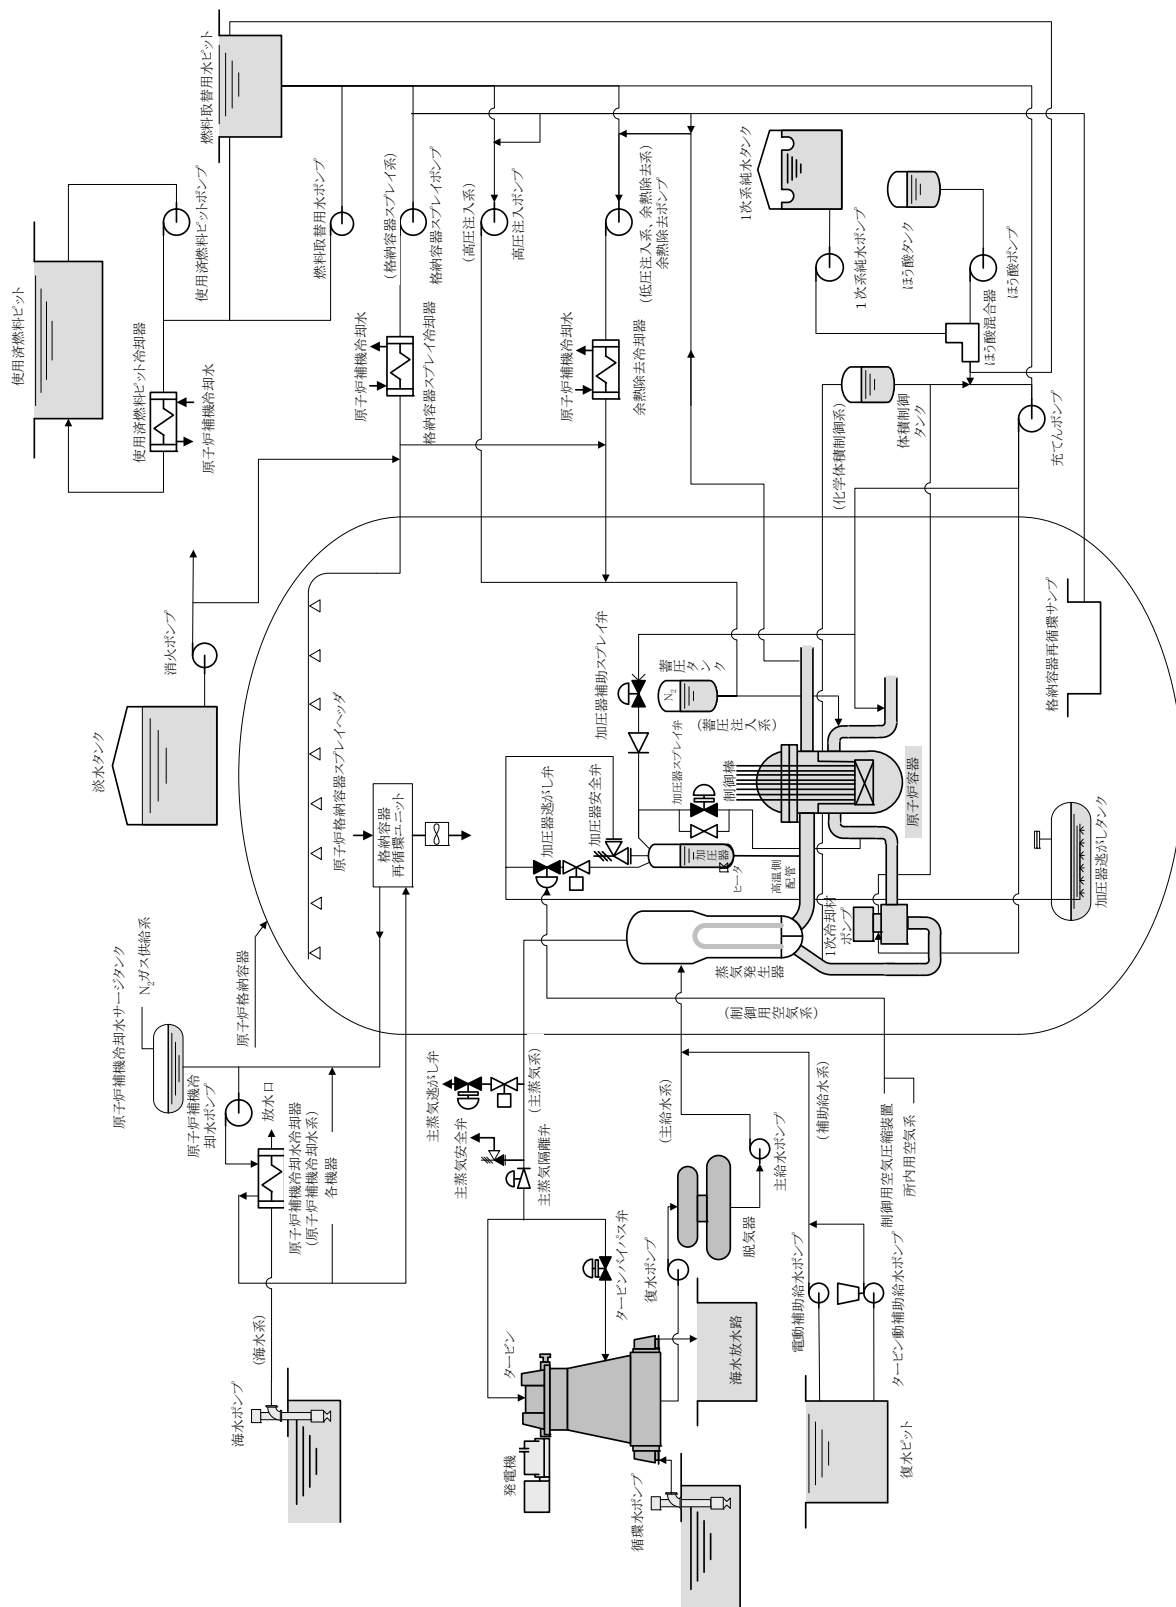 使用済燃料ピット
使用済燃料ピット冷却器
原子炉補機冷却水
使用済燃料ピットポンプ
燃料取替用水ピット
燃料取替用水ポンプ
(格納容器スプレイ系)
格納容器スプレイポンプ
原子炉補機冷却水
格納容器スプレイ冷却器
(高圧注入系)
高圧注入ポンプ
(低圧注入系、余熱除去系)
余熱除去ポンプ
原子炉補機冷却水
余熱除去冷却器
1次系純水タンク
1次系純水ポンプ
ほう酸タンク
ほう酸ポンプ
ほう酸混合器
(化学体積制御系)
体積制御
タンク
充てんポンプ
淡水タンク
消火ポンプ
原子炉格納容器スプレイヘッダ
格納容器
再循環ユニット
原子炉格納容器
加圧器補助スプレイ弁
蓄圧
タンク
N₂
(蓄圧注入系)
加圧器スプレイ弁
制御棒
原子炉容器
加圧器逃がし弁
加圧器安全弁
加圧器
ヒータ
高温側
配管
1次冷却材
ポンプ
蒸気
発生器
(制御用空気系)
加圧器逃がしタンク
格納容器再循環サンプ
原子炉補機冷却水サージタンク
N₂ガス供給系
原子炉補機冷
却水ポンプ
放水口
原子炉補機冷却水冷却器
(原子炉補機冷却水系)
各機器
(海水系)
海水ポンプ
主蒸気逃がし弁
(主蒸気系)
主蒸気安全弁
主蒸気隔離弁
タービンバイパス弁
タービン
発電機
復水ポンプ
脱気器
主給水ポンプ
(主給水系)
(補助給水系)
制御用空気圧縮装置
所内用空気系
海水放水路
循環水ポンプ
電動補助給水ポンプ
タービン動補助給水ポンプ
復水ピット